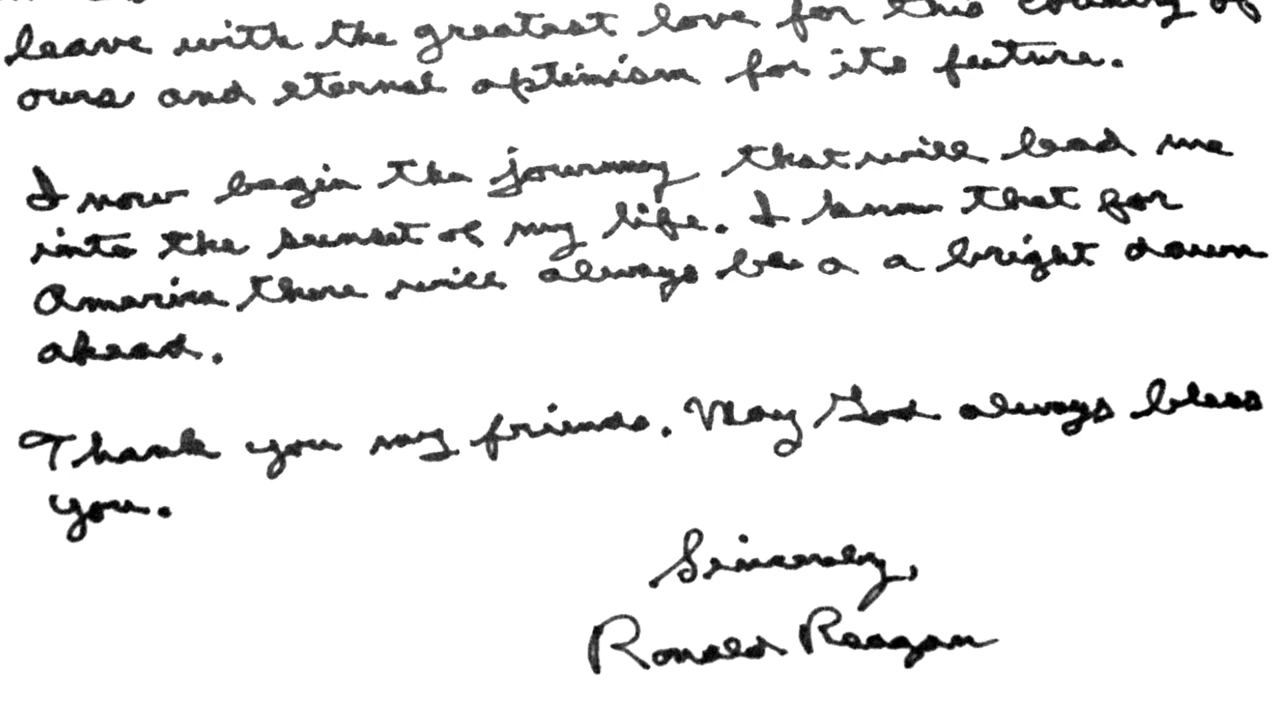 leave with the greatest love for this country of
ours and eternal optimism for its future.
I now begin the journey that will lead me
into the sunset of my life. I know that for
America there will always be a a bright dawn
ahead.
Thank you my friends. May God always bless
you.
Sincerely,
Ronald Reagan